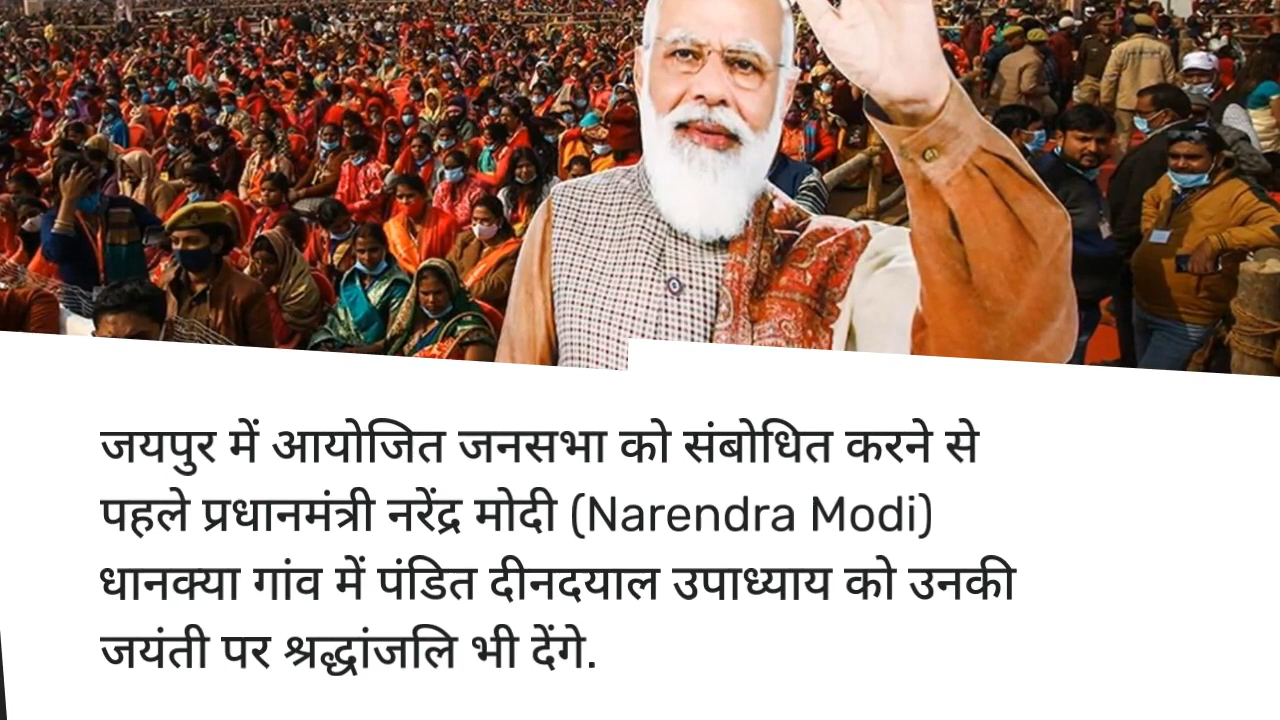 जयपुर में आयोजित जनसभा को संबोधित करने से
पहले प्रधानमंत्री नरेंद्र मोदी (Narendra Modi)
धानक्या गांव में पंडित दीनदयाल उपाध्याय को उनकी
जयंती पर श्रद्धांजलि भी देंगे.